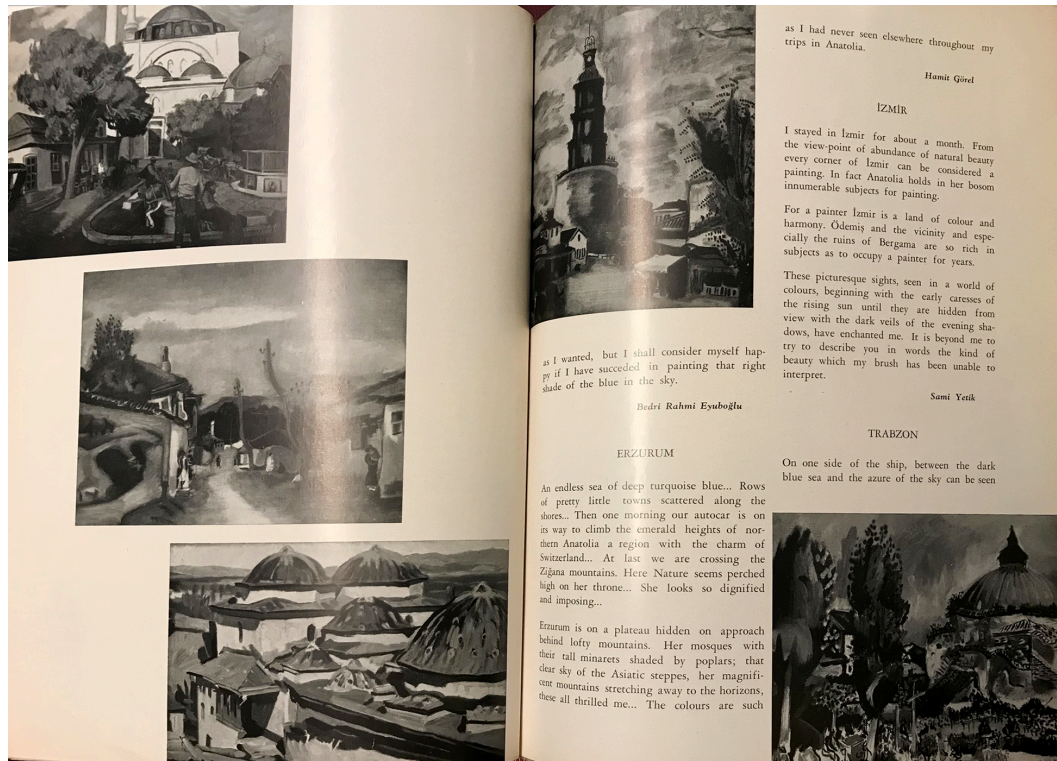 as I wanted, but I shall consider myself hap-
py if I have succeded in painting that right
shade of the blue in the sky.
Bedri Rahmi Eyuboğlu
ERZURUM
An endless sea of deep turquoise blue... Rows
of pretty little towns scattered along the
shores... Then one morning our autocar is on
its way to climb the emerald heights of nor-
thern Anatolia a region with the charm of
Switzerland... At last we are crossing the
Ziğana mountains. Here Nature seems perched
high on her throne... She looks so dignified
and imposing...
Erzurum is on a plateau hidden on approach
behind lofty mountains. Her mosques with
their tall minarets shaded by poplars; that
clear sky of the Asiatic steppes, her magnifi-
cent mountains stretching away to the horizons,
these all thrilled me... The colours are such
as I had never seen elsewhere throughout my
trips in Anatolia.
Hamit Görel
İZMİR
I stayed in İzmir for about a month. From
the view-point of abundance of natural beauty
every corner of İzmir can be considered a
painting. In fact Anatolia holds in her bosom
innumerable subjects for painting.
For a painter İzmir is a land of colour and
harmony. Ödemiş and the vicinity and espe-
cially the ruins of Bergama are so rich in
subjects as to occupy a painter for years.
These picturesque sights, seen in a world of
colours, beginning with the early caresses of
the rising sun until they are hidden from
view with the dark veils of the evening sha-
dows, have enchanted me. It is beyond me to
try to describe you in words the kind of
beauty which my brush has been unable to
interpret.
Sami Yetik
TRABZON
On one side of the ship, between the dark
blue sea and the azure of the sky can be seen